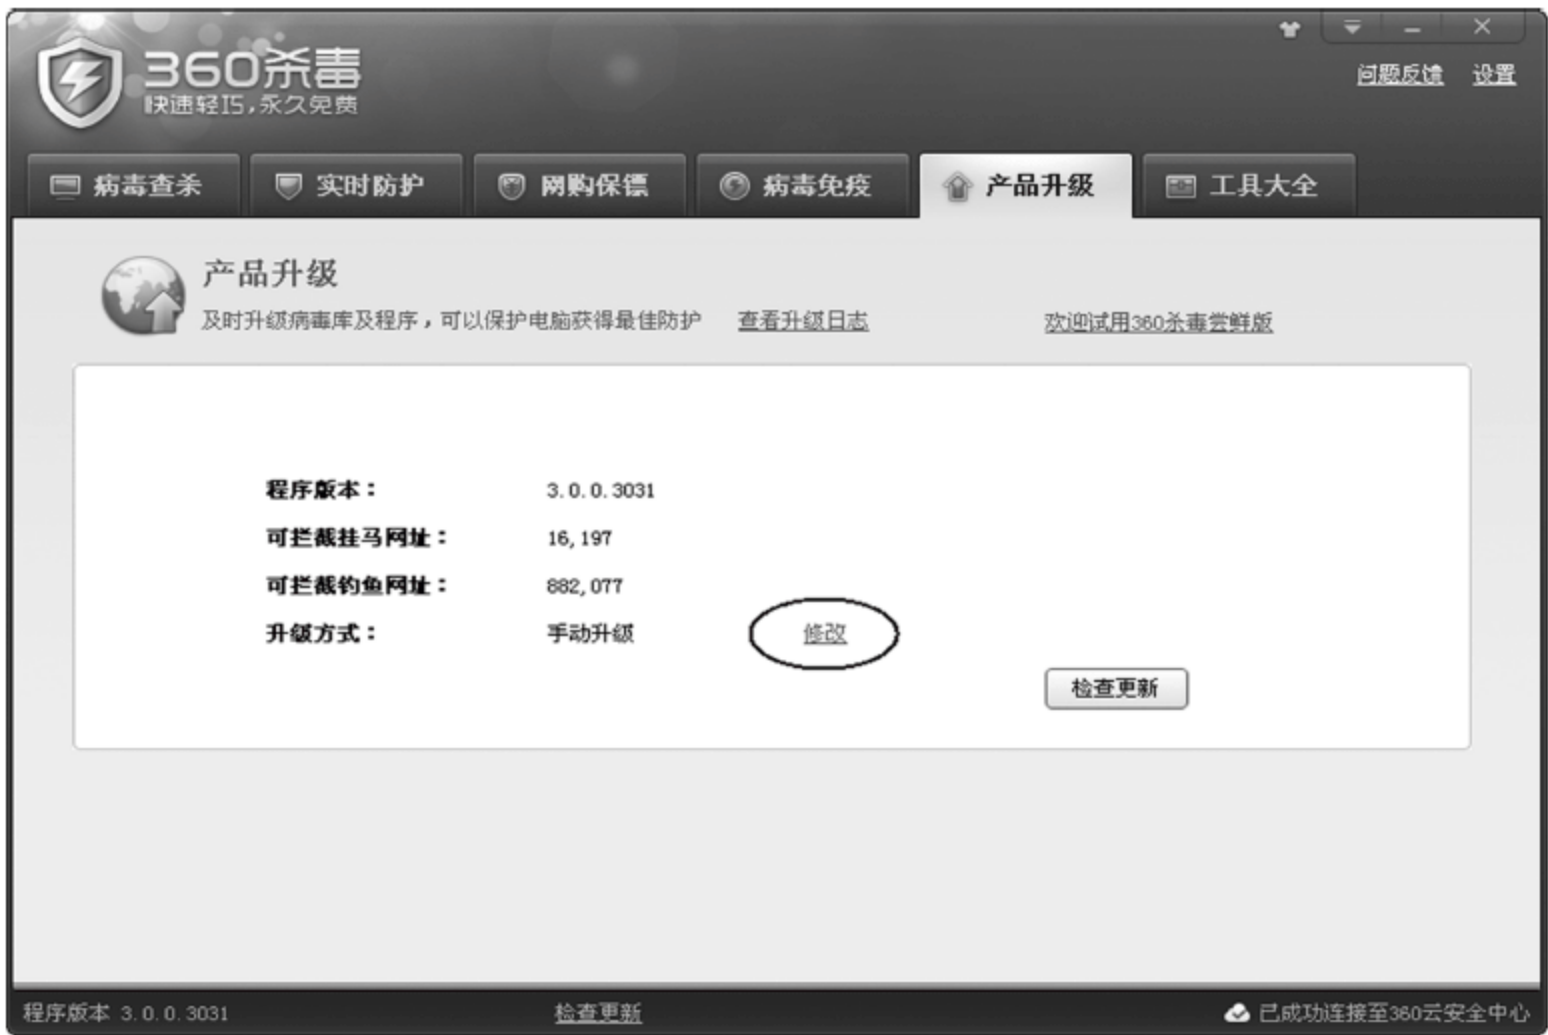 360杀毒
快速轻巧,永久免费
问题反馈 设置
病毒查杀 实时防护 网购保镖 病毒免疫 产品升级 工具大全
产品升级
及时升级病毒库及程序，可以保护电脑获得最佳防护 查看升级日志 欢迎试用360杀毒尝鲜版
程序版本： 3.0.0.3031
可拦截挂马网址： 16,197
可拦截钓鱼网址： 882,077
升级方式： 手动升级 修改
检查更新
程序版本 3.0.0.3031 检查更新 已成功连接至360云安全中心